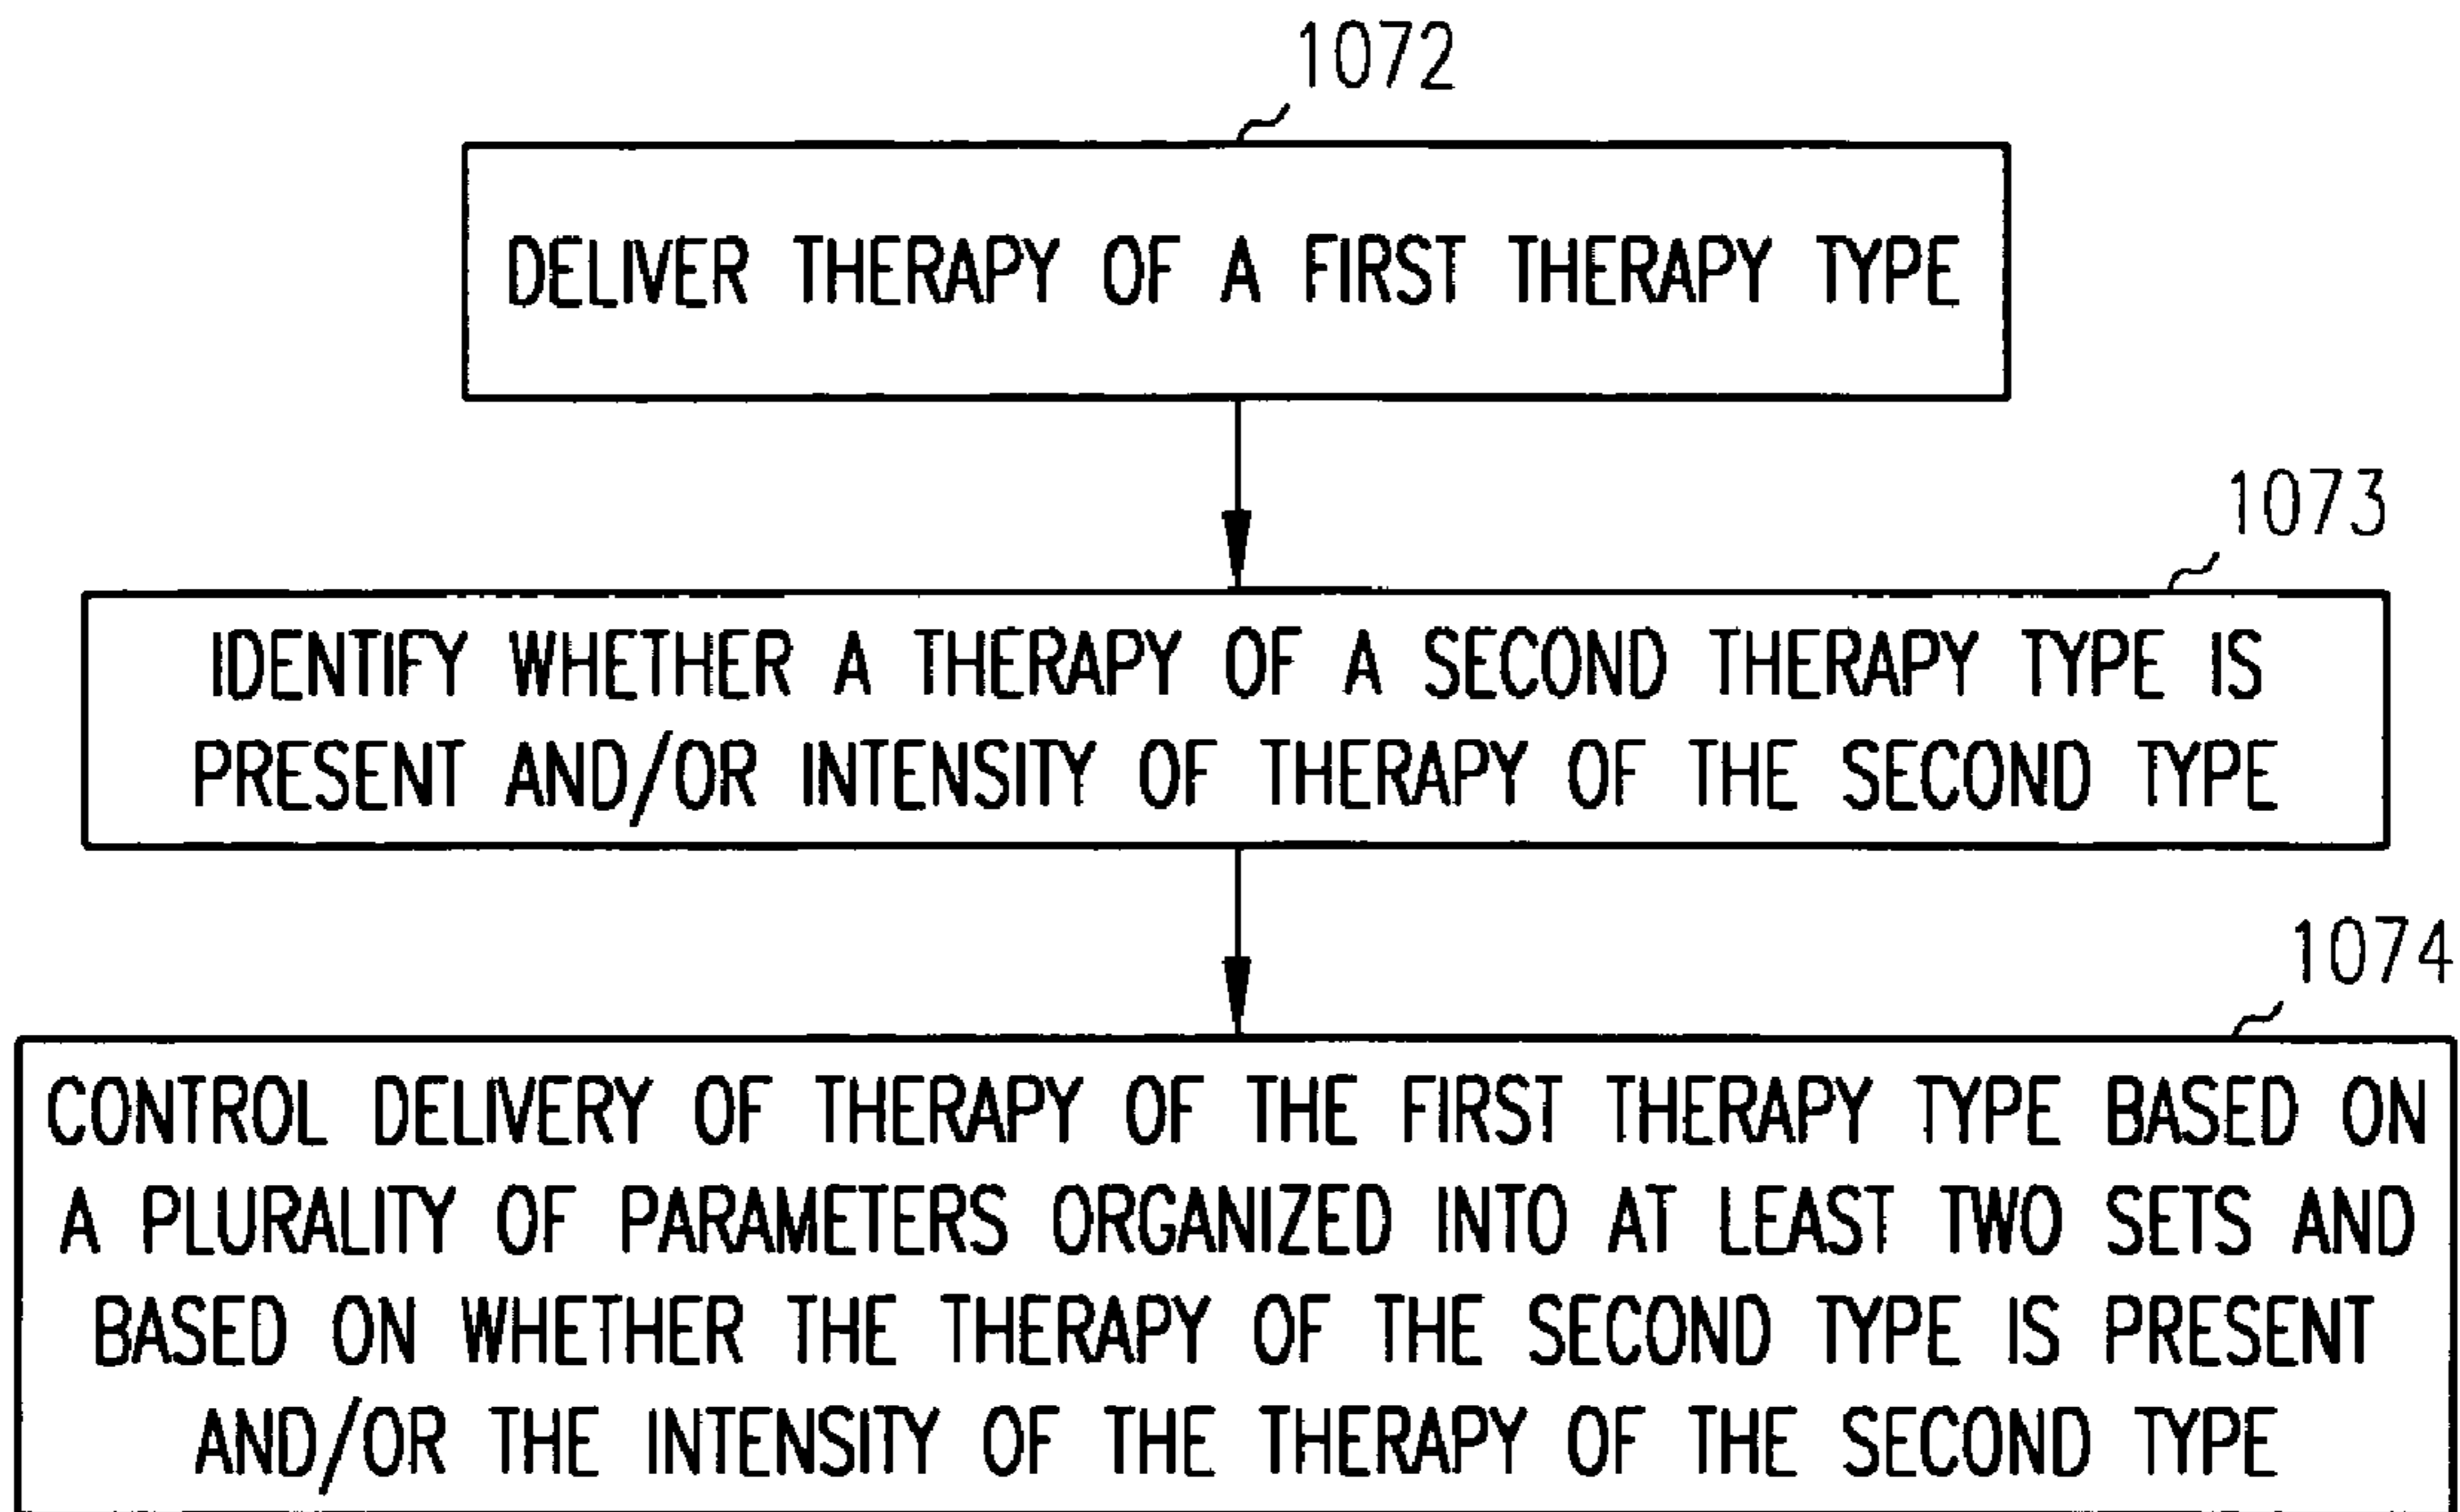 1072
DELIVER THERAPY OF A FIRST THERAPY TYPE
1073
IDENTIFY WHETHER A THERAPY OF A SECOND THERAPY TYPE IS
PRESENT AND/OR INTENSITY OF THERAPY OF THE SECOND TYPE
1074
CONTROL DELIVERY OF THERAPY OF THE FIRST THERAPY TYPE BASED ON
A PLURALITY OF PARAMETERS ORGANIZED INTO AT LEAST TWO SETS AND
BASED ON WHETHER THE THERAPY OF THE SECOND TYPE IS PRESENT
AND/OR THE INTENSITY OF THE THERAPY OF THE SECOND TYPE